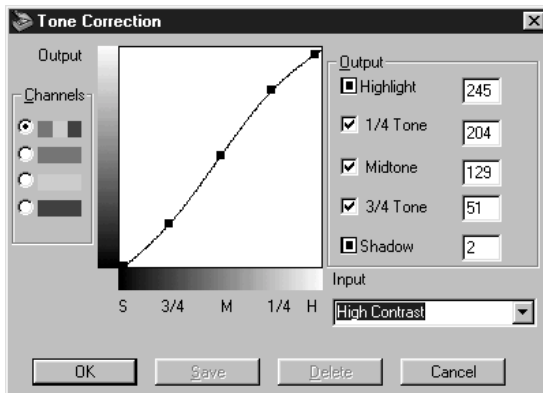 Tone Correction
Output
Channels
Output
Highlight 245
1/4 Tone 204
Midtone 129
3/4 Tone 51
Shadow 2
Input
S 3/4 M 1/4 H
High Contrast
OK Save Delete Cancel